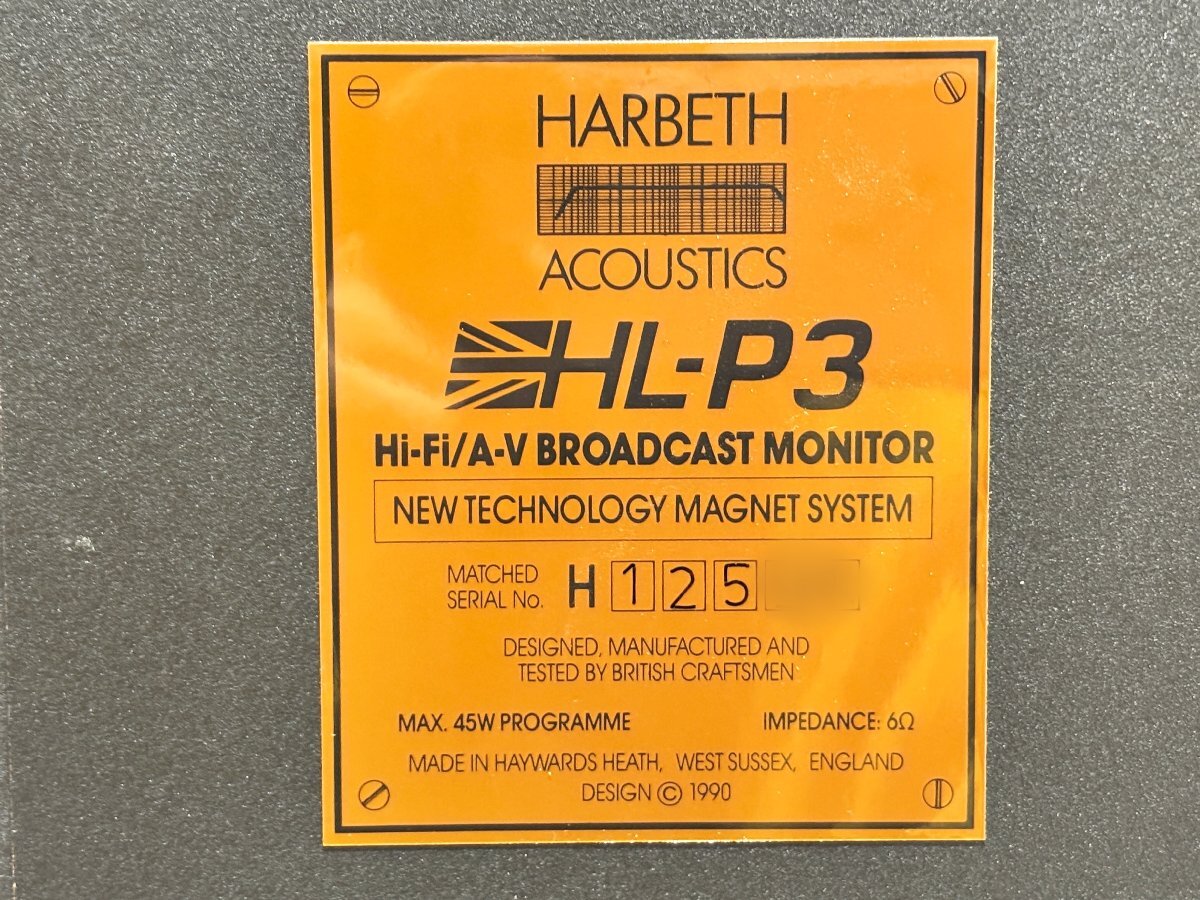 HARBETH
ACOUSTICS
HL-P3
Hi-Fi/A-V BROADCAST MONITOR
NEW TECHNOLOGY MAGNET SYSTEM
MATCHED
SERIAL No. H 1 2 5
DESIGNED, MANUFACTURED AND
TESTED BY BRITISH CRAFTSMEN
MAX. 45W PROGRAMME IMPEDANCE: 6Ω
MADE IN HAYWARDS HEATH, WEST SUSSEX, ENGLAND
DESIGN © 1990